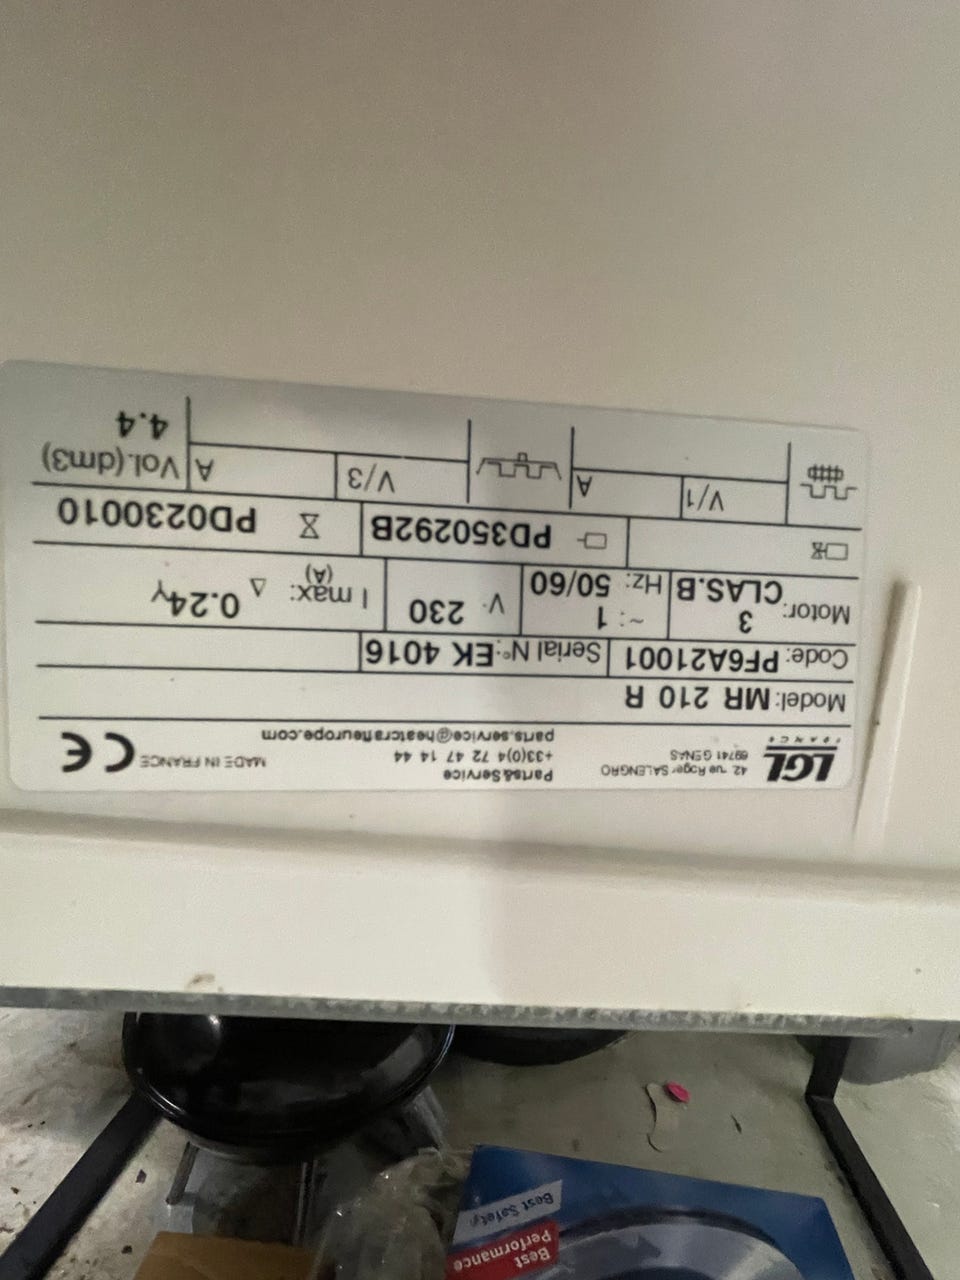 LGL
FRANCE
42, rue Roger SALENGRO
69741 GENAS
Parts&Service
+33(0)4 72 47 14 44
parts.service@heatcrafteurope.com
MADE IN FRANCE
CE
Model: MR 210 R
Code: PF6A21001 Serial N°: EK 4016
Motor: 3 ~: 1 V- 230 I max: Δ 0.24Y
CLAS.B Hz: 50/60 (A)
PD350292B PD0230010
V/1 A V/3 A Vol.(dm3)
4.4
Best
Performance
Best Safety